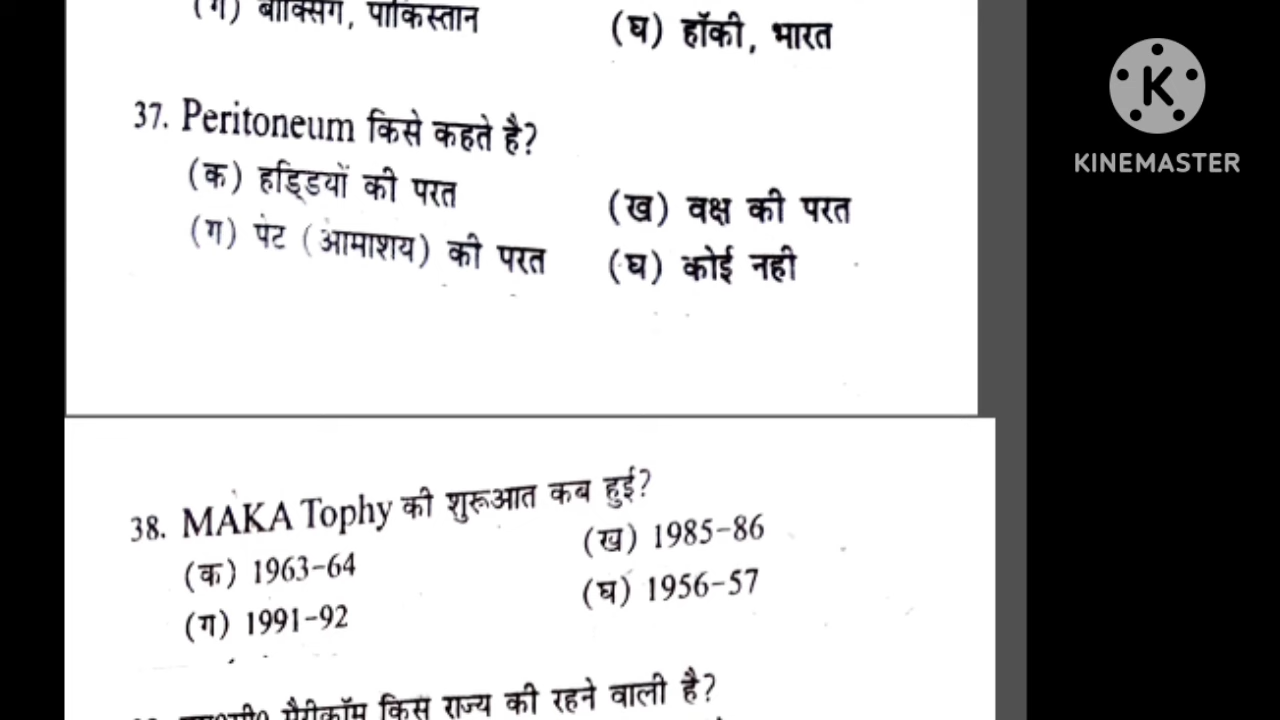 (ग) बॉक्सिंग, पाकिस्तान (घ) हॉकी, भारत
37. Peritoneum किसे कहते है?
(क) हड्डियों की परत (ख) वक्ष की परत
(ग) पेट (आमाशय) की परत (घ) कोई नही
KINEMASTER
38. MAKA Tophy की शुरूआत कब हुई?
(क) 1963-64 (ख) 1985-86
(ग) 1991-92 (घ) 1956-57
मैरीकॉम किस राज्य की रहने वाली है?